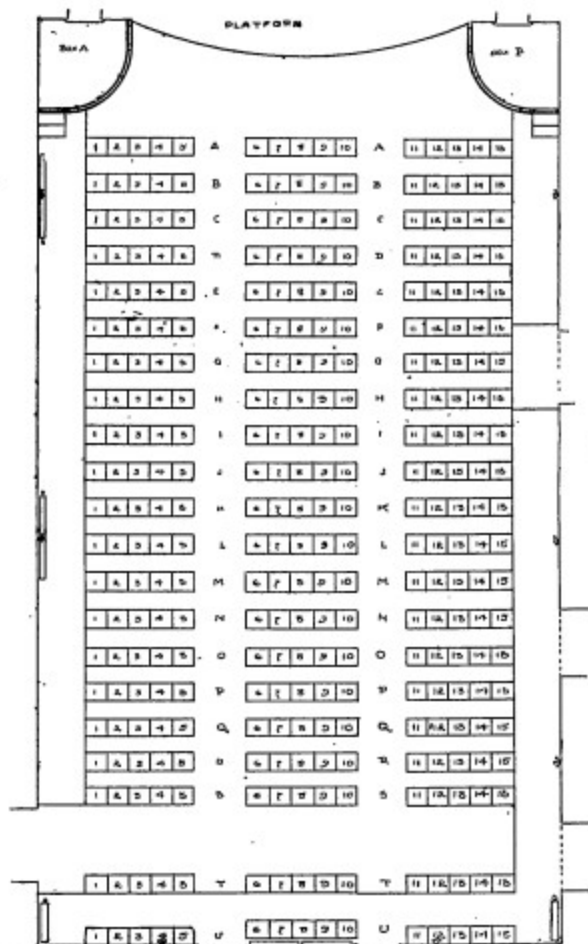 PLATFORM
BOX A
BOX B
1 2 3 4 5 A 6 7 8 9 10 A 11 12 13 14 15
1 2 3 4 5 B 6 7 8 9 10 B 11 12 13 14 15
1 2 3 4 5 C 6 7 8 9 10 C 11 12 13 14 15
1 2 3 4 5 D 6 7 8 9 10 D 11 12 13 14 15
1 2 3 4 5 E 6 7 8 9 10 E 11 12 13 14 15
1 2 3 4 5 F 6 7 8 9 10 F 11 12 13 14 15
1 2 3 4 5 G 6 7 8 9 10 G 11 12 13 14 15
1 2 3 4 5 H 6 7 8 9 10 H 11 12 13 14 15
1 2 3 4 5 I 6 7 8 9 10 I 11 12 13 14 15
1 2 3 4 5 J 6 7 8 9 10 J 11 12 13 14 15
1 2 3 4 5 K 6 7 8 9 10 K 11 12 13 14 15
1 2 3 4 5 L 6 7 8 9 10 L 11 12 13 14 15
1 2 3 4 5 M 6 7 8 9 10 M 11 12 13 14 15
1 2 3 4 5 N 6 7 8 9 10 N 11 12 13 14 15
1 2 3 4 5 O 6 7 8 9 10 O 11 12 13 14 15
1 2 3 4 5 P 6 7 8 9 10 P 11 12 13 14 15
1 2 3 4 5 Q 6 7 8 9 10 Q 11 12 13 14 15
1 2 3 4 5 R 6 7 8 9 10 R 11 12 13 14 15
1 2 3 4 5 S 6 7 8 9 10 S 11 12 13 14 15
1 2 3 4 5 T 6 7 8 9 10 T 11 12 13 14 15
1 2 3 4 5 U 6 7 8 9 10 U 11 12 13 14 15